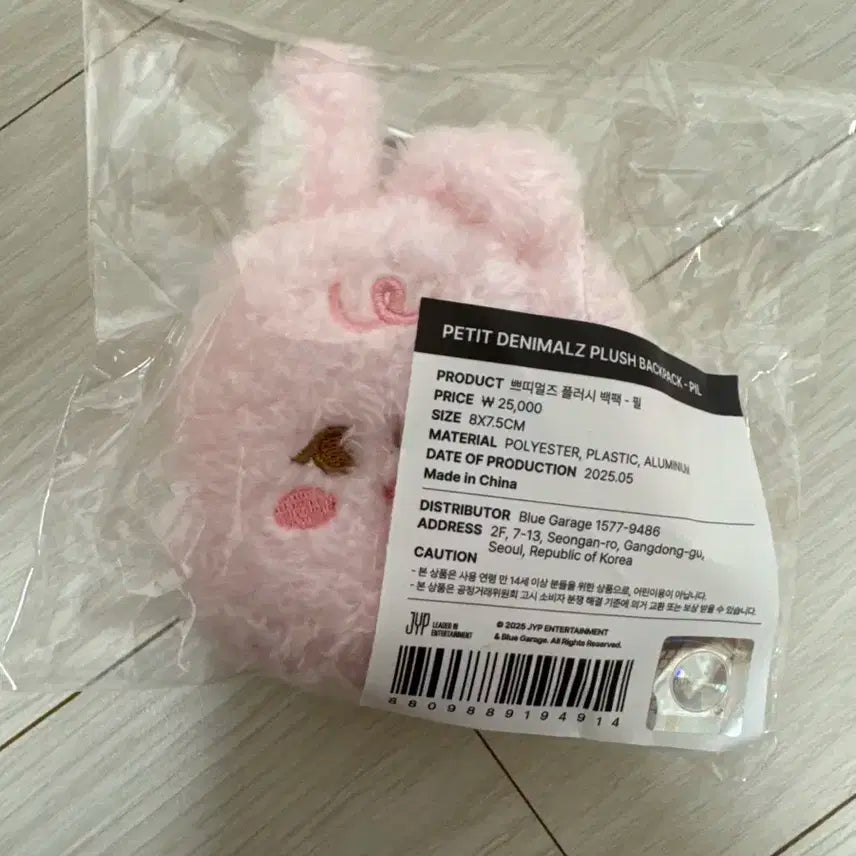 PETIT DENIMALZ PLUSH BACKPACK - PIL
PRODUCT 쁘띠멀즈 플러시 백팩 - 필
PRICE ₩ 25,000
SIZE 8X7.5CM
MATERIAL POLYESTER, PLASTIC, ALUMINIUM
DATE OF PRODUCTION 2025.05
Made in China
DISTRIBUTOR Blue Garage 1577-9486
ADDRESS 2F, 7-13, Seongan-ro, Gangdong-gu,
Seoul, Republic of Korea
CAUTION
- 본 상품은 사용 연령 만 14세 이상 분들을 위한 상품으로, 어린이용이 아닙니다.
- 본 상품은 공정거래위원회 고시 소비자 분쟁 해결 기준에 의거 교환 또는 보상 받을 수 있습니다.
JYP LEADER IN
ENTERTAINMENT
© 2025 JYP ENTERTAINMENT
& Blue Garage. All Rights Reserved.
8809889194914